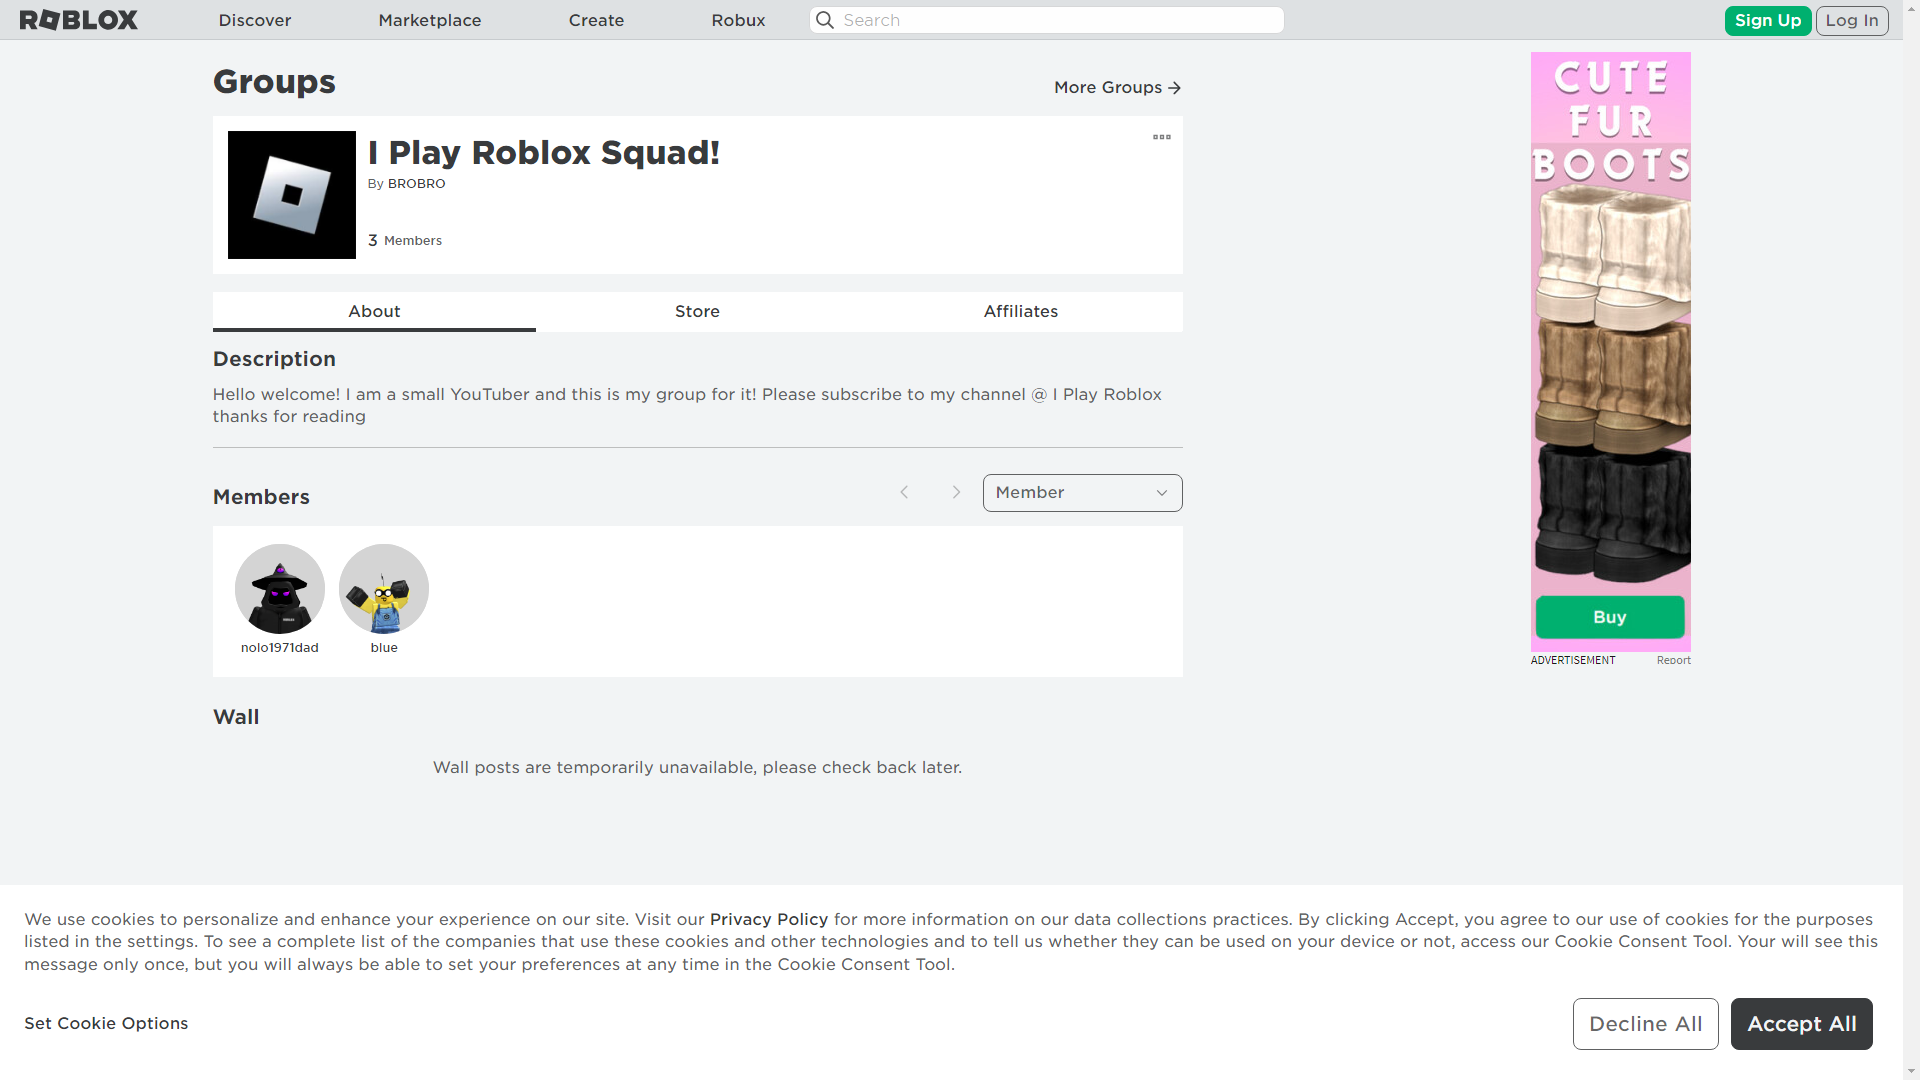 ROBLOX
Discover
Marketplace
Create
Robux
Search
Sign Up
Log In
Groups
More Groups
I Play Roblox Squad!
By BROBRO
3 Members
About
Store
Affiliates
Description
Hello welcome! I am a small YouTuber and this is my group for it! Please subscribe to my channel @ I Play Roblox
thanks for reading
Members
Member
nolo1971dad
blue
Wall
Wall posts are temporarily unavailable, please check back later.
CUTE
FUR
BOOTS
Buy
ADVERTISEMENT
Report
We use cookies to personalize and enhance your experience on our site. Visit our Privacy Policy for more information on our data collections practices. By clicking Accept, you agree to our use of cookies for the purposes
listed in the settings. To see a complete list of the companies that use these cookies and other technologies and to tell us whether they can be used on your device or not, access our Cookie Consent Tool. Your will see this
message only once, but you will always be able to set your preferences at any time in the Cookie Consent Tool.
Set Cookie Options
Decline All
Accept All